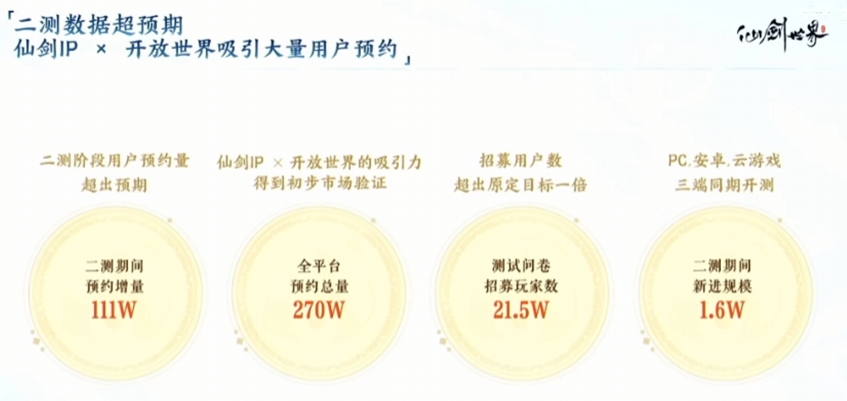 「二测数据超预期
仙剑IP × 开放世界吸引大量用户预约」
仙剑世界
二测阶段用户预约量
超出预期
仙剑IP × 开放世界的吸引力
得到初步市场验证
招募用户数
超出原定目标一倍
PC.安卓.云游戏
三端同期开测
二测期间
预约增量
111W
全平台
预约总量
270W
测试问卷
招募玩家数
21.5W
二测期间
新进规模
1.6W